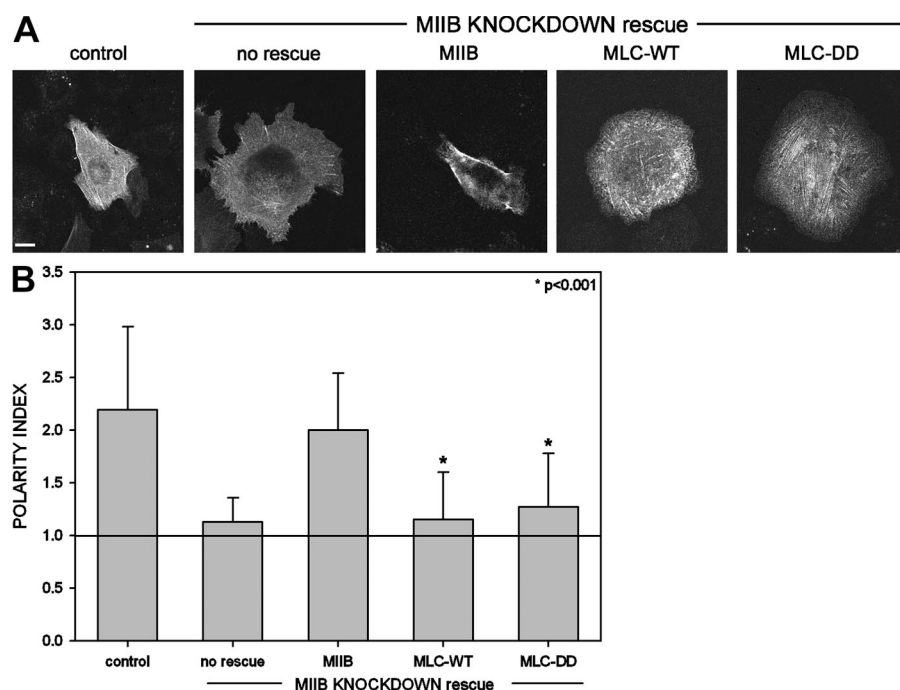 A
MIIB KNOCKDOWN rescue
control no rescue MIIB MLC-WT MLC-DD
B
* p<0.001
POLARITY INDEX
3.5
3.0
2.5
2.0
1.5
1.0
0.5
0.0
* *
control no rescue MIIB MLC-WT MLC-DD
MIIB KNOCKDOWN rescue